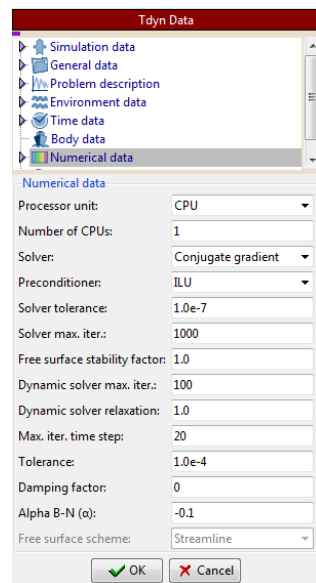 Tdyn Data
Simulation data
General data
Problem description
Environment data
Time data
Body data
Numerical data
Numerical data
Processor unit: CPU
Number of CPUs: 1
Solver: Conjugate gradient
Preconditioner: ILU
Solver tolerance: 1.0e-7
Solver max. iter.: 1000
Free surface stability factor: 1.0
Dynamic solver max. iter.: 100
Dynamic solver relaxation: 1.0
Max. iter. time step: 20
Tolerance: 1.0e-4
Damping factor: 0
Alpha B-N (α): -0.1
Free surface scheme: Streamline
OK Cancel